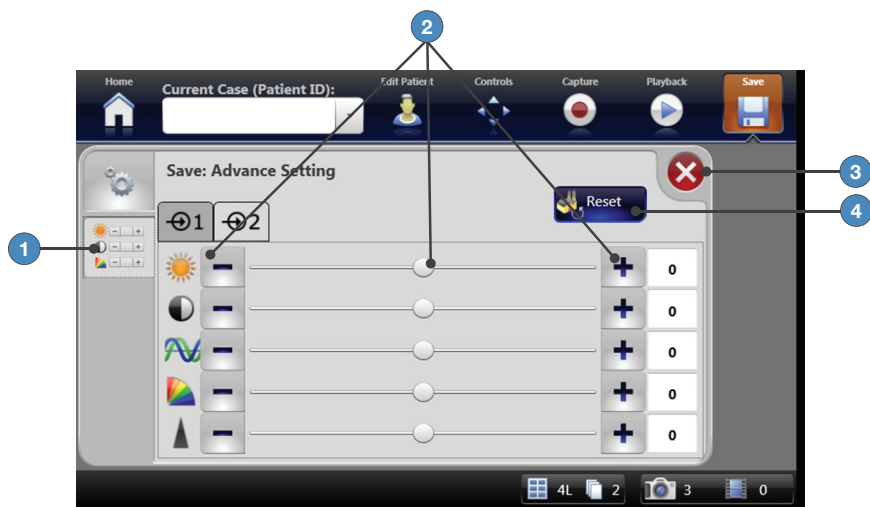 2
Home
Current Case (Patient ID):
Edit Patient
Controls
Capture
Playback
Save
Save: Advance Setting
3
Reset
4
1
2
1
0
0
0
0
0
4L
2
3
0